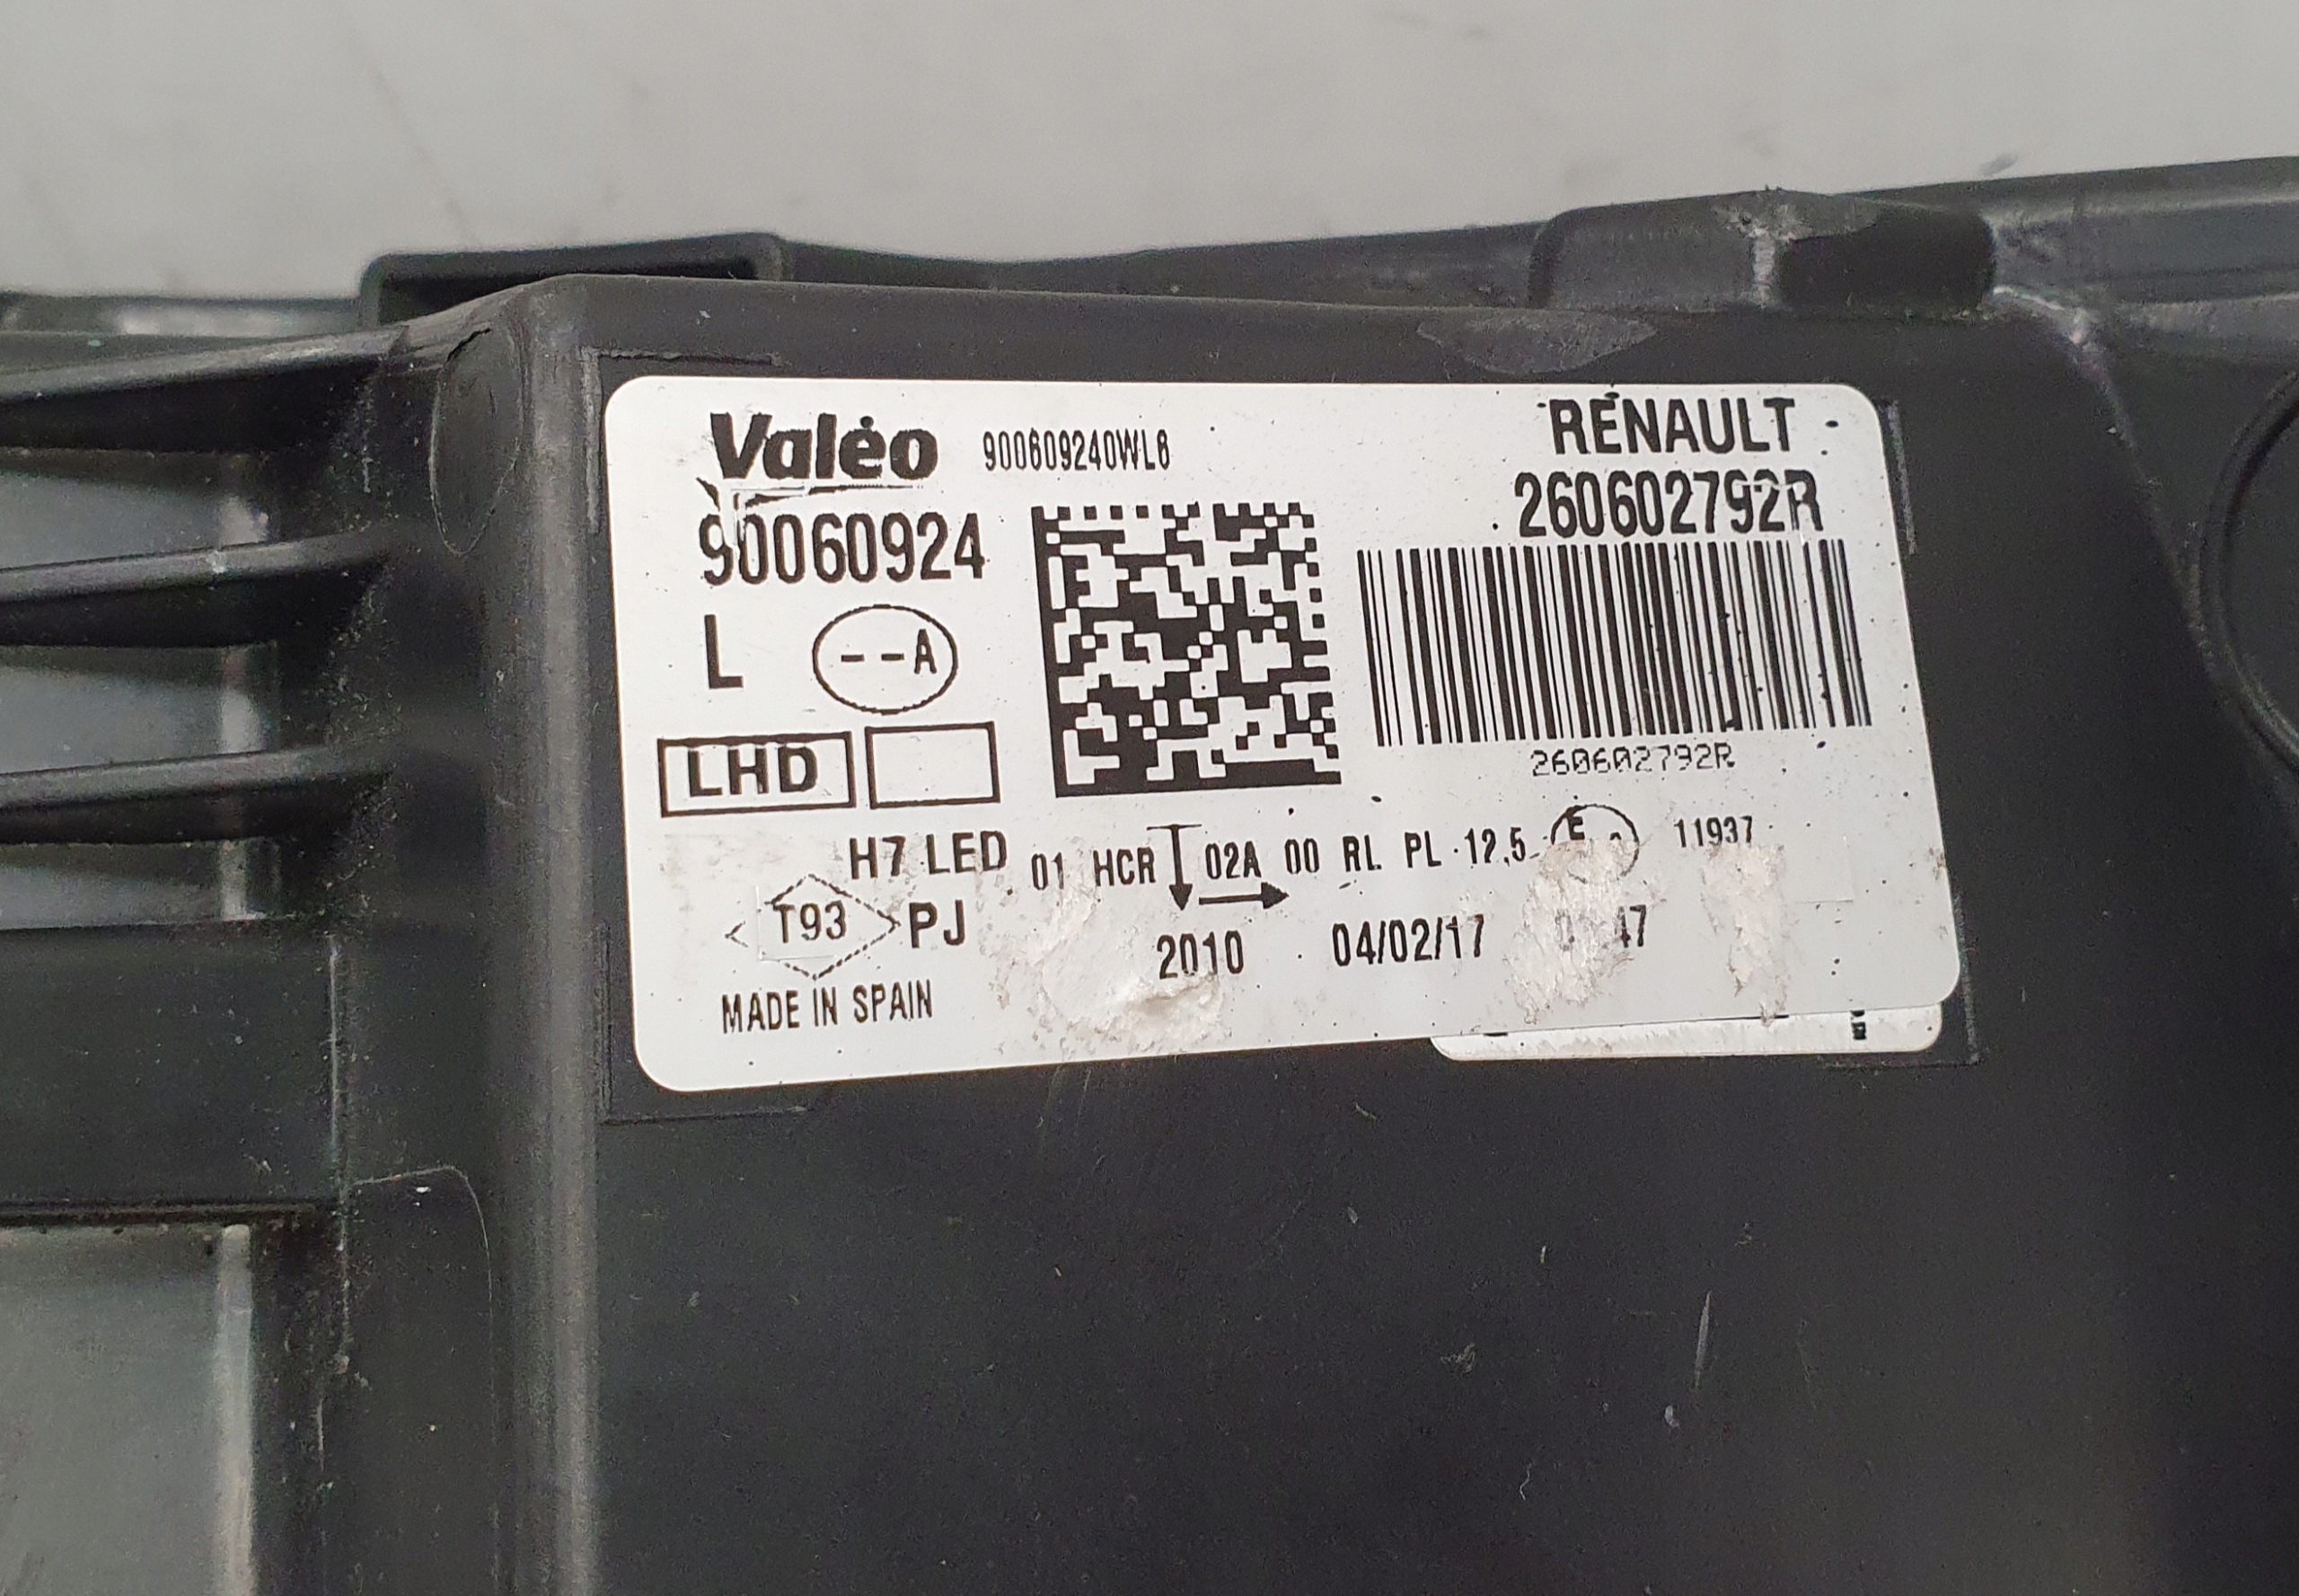 Valeo 900609240WL8
RENAULT
90060924
260602792R
L
--A
LHD
260602792R
H7 LED
01 HCR 02A 00 RL PL 12,5 E 11937
T93 PJ
2010 04/02/17 47
MADE IN SPAIN